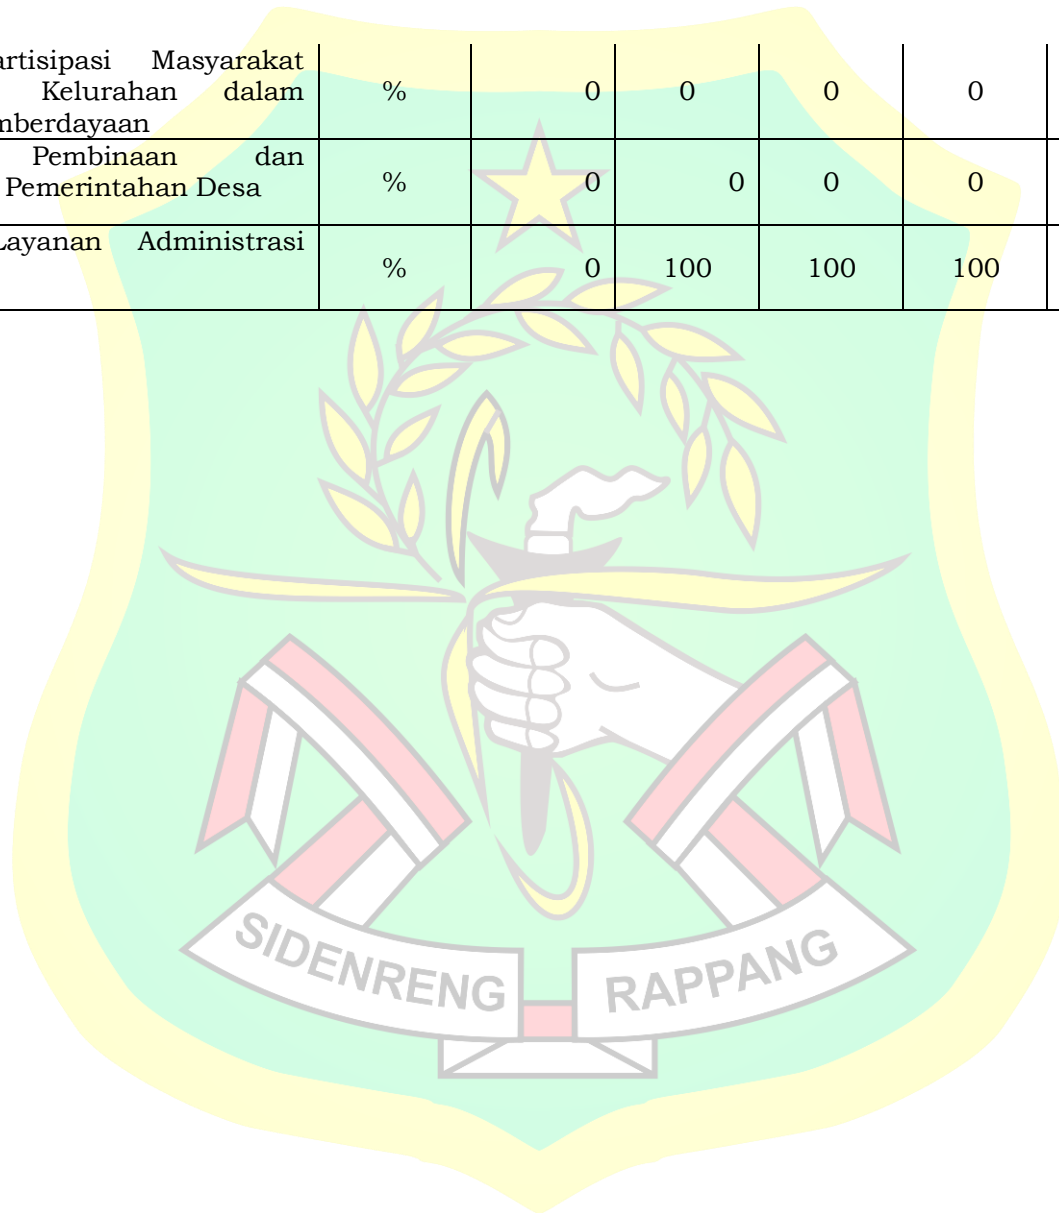 artisipasi Masyarakat
Kelurahan dalam % 0 0 0 0
mberdayaan
Pembinaan dan
Pemerintahan Desa % 0 0 0 0
Layanan Administrasi
% 0 100 100 100
SIDENRENG RAPPANG